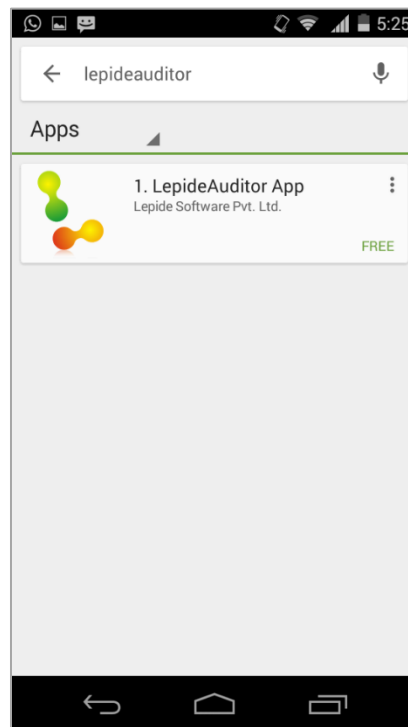 5:25
lepideauditor
Apps
1. LepideAuditor App
Lepide Software Pvt. Ltd.
FREE